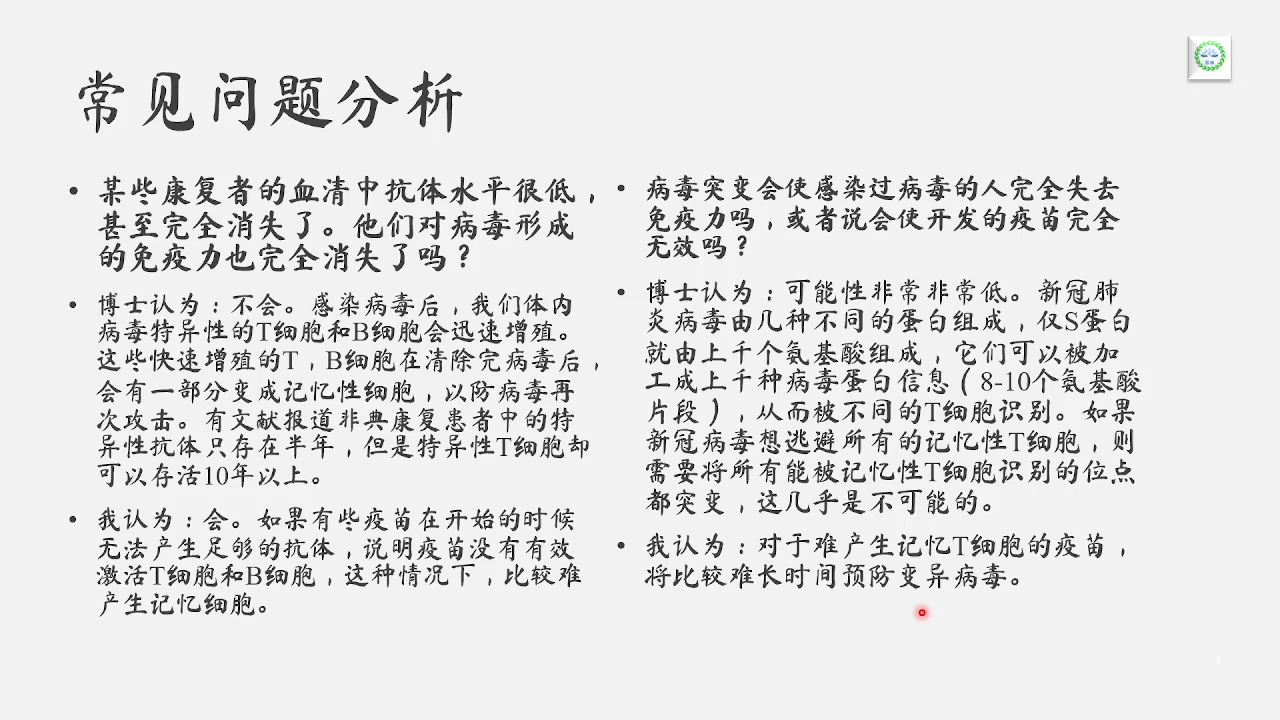 常见问题分析
• 某些康复者的血清中抗体水平很低，
甚至完全消失了。他们对病毒形成
的免疫力也完全消失了吗？
• 博士认为：不会。感染病毒后，我们体内
病毒特异性的T细胞和B细胞会迅速增殖。
这些快速增殖的T，B细胞在清除完病毒后，
会有一部分变成记忆性细胞，以防病毒再
次攻击。有文献报道非典康复患者中的特
异性抗体只存在半年，但是特异性T细胞却
可以存活10年以上。
• 我认为：会。如果有些疫苗在开始的时候
无法产生足够的抗体，说明疫苗没有有效
激活T细胞和B细胞，这种情况下，比较难
产生记忆细胞。
• 病毒突变会使感染过病毒的人完全失去
免疫力吗，或者说会使开发的疫苗完全
无效吗？
• 博士认为：可能性非常非常低。新冠肺
炎病毒由几种不同的蛋白组成，仅S蛋白
就由上千个氨基酸组成，它们可以被加
工成上千种病毒蛋白信息（8-10个氨基酸
片段），从而被不同的T细胞识别。如果
新冠病毒想逃避所有的记忆性T细胞，则
需要将所有能被记忆性T细胞识别的位点
都突变，这几乎是不可能的。
• 我认为：对于难产生记忆T细胞的疫苗，
将比较难长时间预防变异病毒。